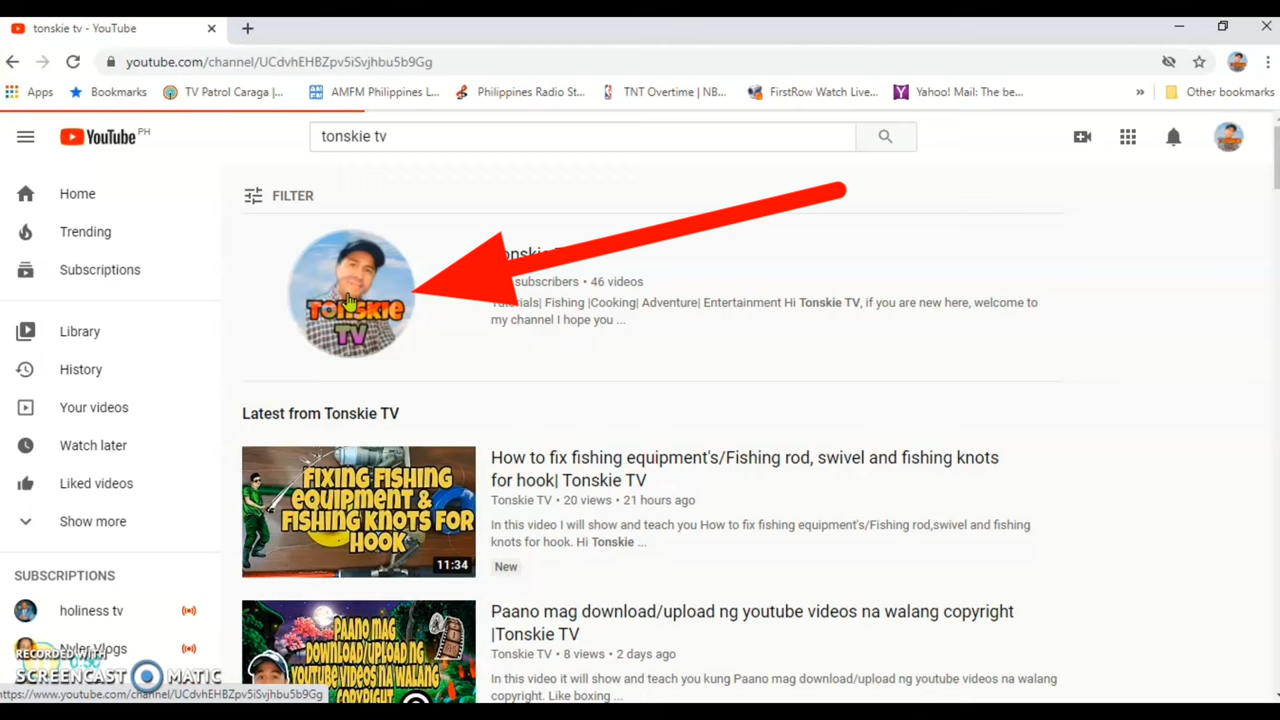 tonskie tv - YouTube
youtube.com/channel/UCdvhEHBZpv5iSvjhbu5b9Gg
Apps
Bookmarks
TV Patrol Caraga |...
AMFM Philippines L...
Philippines Radio St...
TNT Overtime | NB...
FirstRow Watch Live...
Yahoo! Mail: The be...
»
Other bookmarks
YouTube PH
tonskie tv
Home
Trending
Subscriptions
Library
History
Your videos
Watch later
Liked videos
Show more
SUBSCRIPTIONS
holiness tv
Nyler Vlogs
RECORDED WITH
SCREENCAST MATIC
https://www.youtube.com/channel/UCdvhEHBZpv5iSvjhbu5b9Gg
FILTER
TONSKIE
TV
subscribers • 46 videos
Fishing |Cooking| Adventure| Entertainment Hi Tonskie TV, if you are new here, welcome to
my channel I hope you ...
Latest from Tonskie TV
FIXING FISHING
EQUIPMENT &
FISHING KNOTS FOR
HOOK
11:34
How to fix fishing equipment's/Fishing rod, swivel and fishing knots
for hook| Tonskie TV
Tonskie TV • 20 views • 21 hours ago
In this video I will show and teach you How to fix fishing equipment's/Fishing rod,swivel and fishing
knots for hook. Hi Tonskie ...
New
PAANO MAG
DOWNLOAD/UPLOAD NG
YOUTUBE VIDEOS NA WALANG
COPYRIGHT
Paano mag download/upload ng youtube videos na walang copyright
|Tonskie TV
Tonskie TV • 8 views • 2 days ago
In this video it will show and teach you kung Paano mag download/upload ng youtube videos na walang
copyright. Like boxing ...